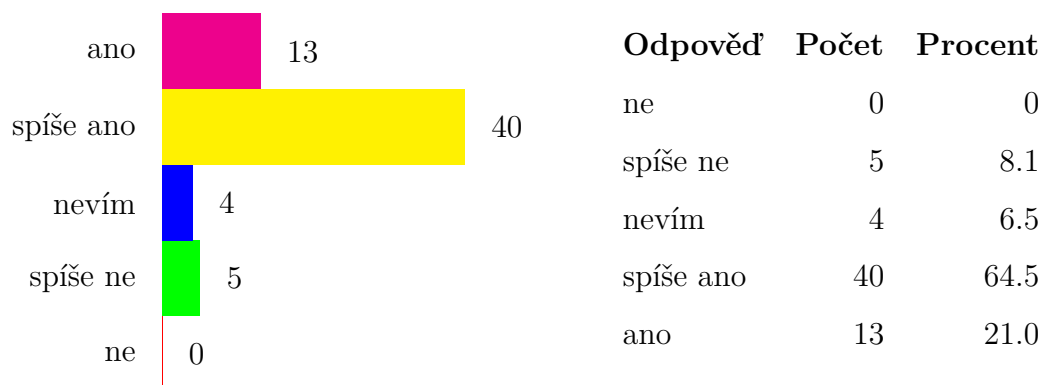 ano 13
spíše ano 40
nevím 4
spíše ne 5
ne 0
Odpověď Počet Procent
ne 0 0
spíše ne 5 8.1
nevím 4 6.5
spíše ano 40 64.5
ano 13 21.0